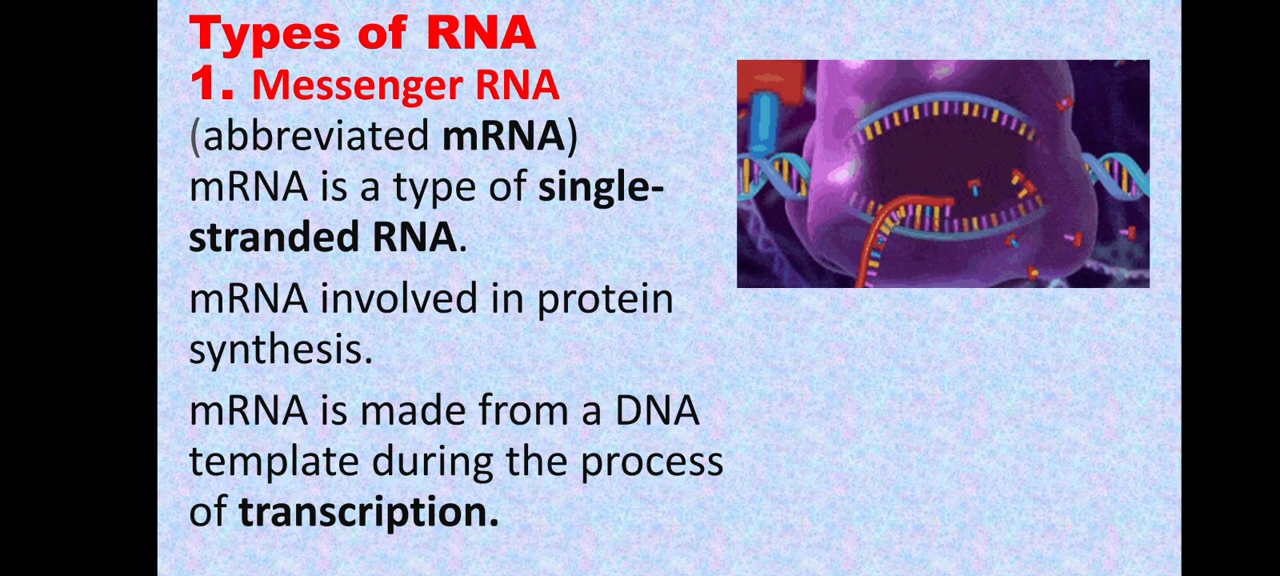 Types of RNA
1. Messenger RNA
(abbreviated mRNA)
mRNA is a type of single-
stranded RNA.
mRNA involved in protein
synthesis.
mRNA is made from a DNA
template during the process
of transcription.